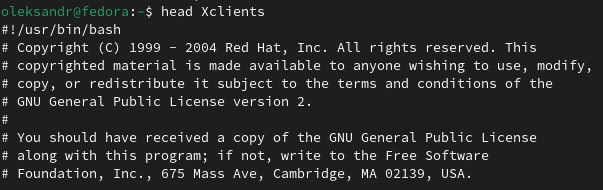 oleksandr@fedora:~$ head Xclients
#!/usr/bin/bash
# Copyright (C) 1999 - 2004 Red Hat, Inc. All rights reserved. This
# copyrighted material is made available to anyone wishing to use, modify,
# copy, or redistribute it subject to the terms and conditions of the
# GNU General Public License version 2.
#
# You should have received a copy of the GNU General Public License
# along with this program; if not, write to the Free Software
# Foundation, Inc., 675 Mass Ave, Cambridge, MA 02139, USA.